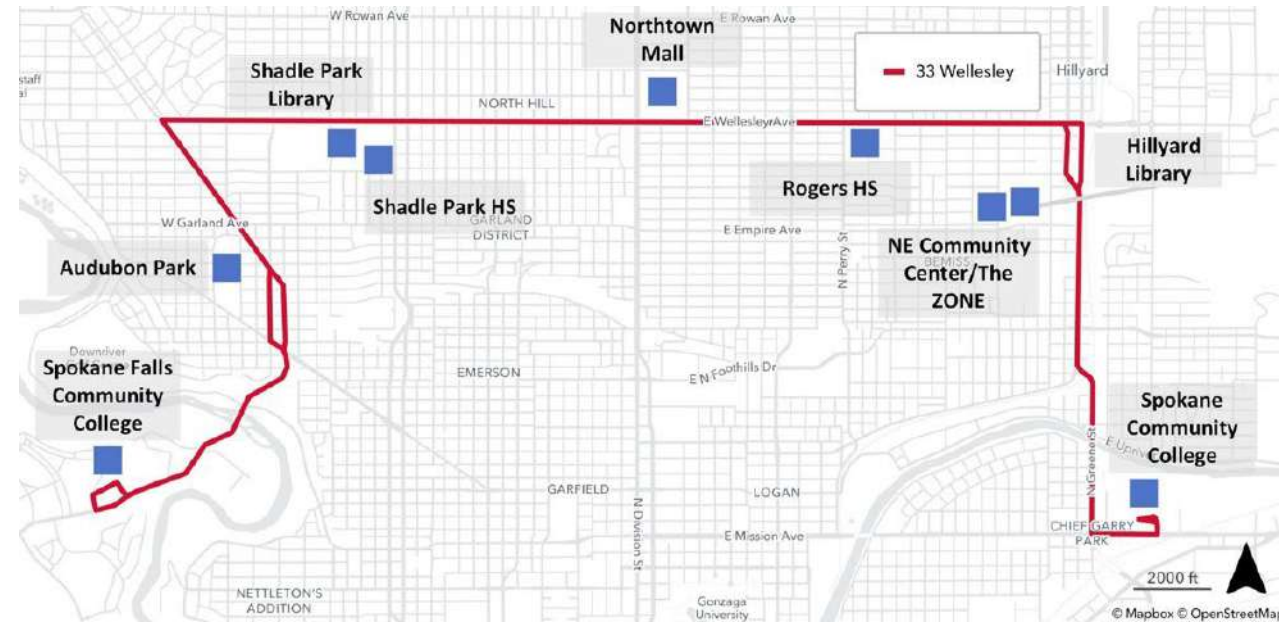 W Rowan Ave
E Rowan Ave
Northtown
Mall
33 Wellesley
Hillyard
Shadle Park
Library
NORTH HILL
E Wellesley Ave
Hillyard
Library
Rogers HS
Shadle Park HS
W Garland Ave
GARLAND
DISTRICT
E Empire Ave
N Perry St
NE Community
Center/The
ZONE
BEMISS
Audubon Park
Downriver
Spokane Falls
Community
College
EMERSON
E N Foothills Dr
Spokane
Community
College
N Greene St
GARFIELD
LOGAN
N Division St
E Mission Ave
CHIEF GARRY
PARK
2000 ft
NETTLETON'S
ADDITION
Gonzaga
University
© Mapbox © OpenStreetMap